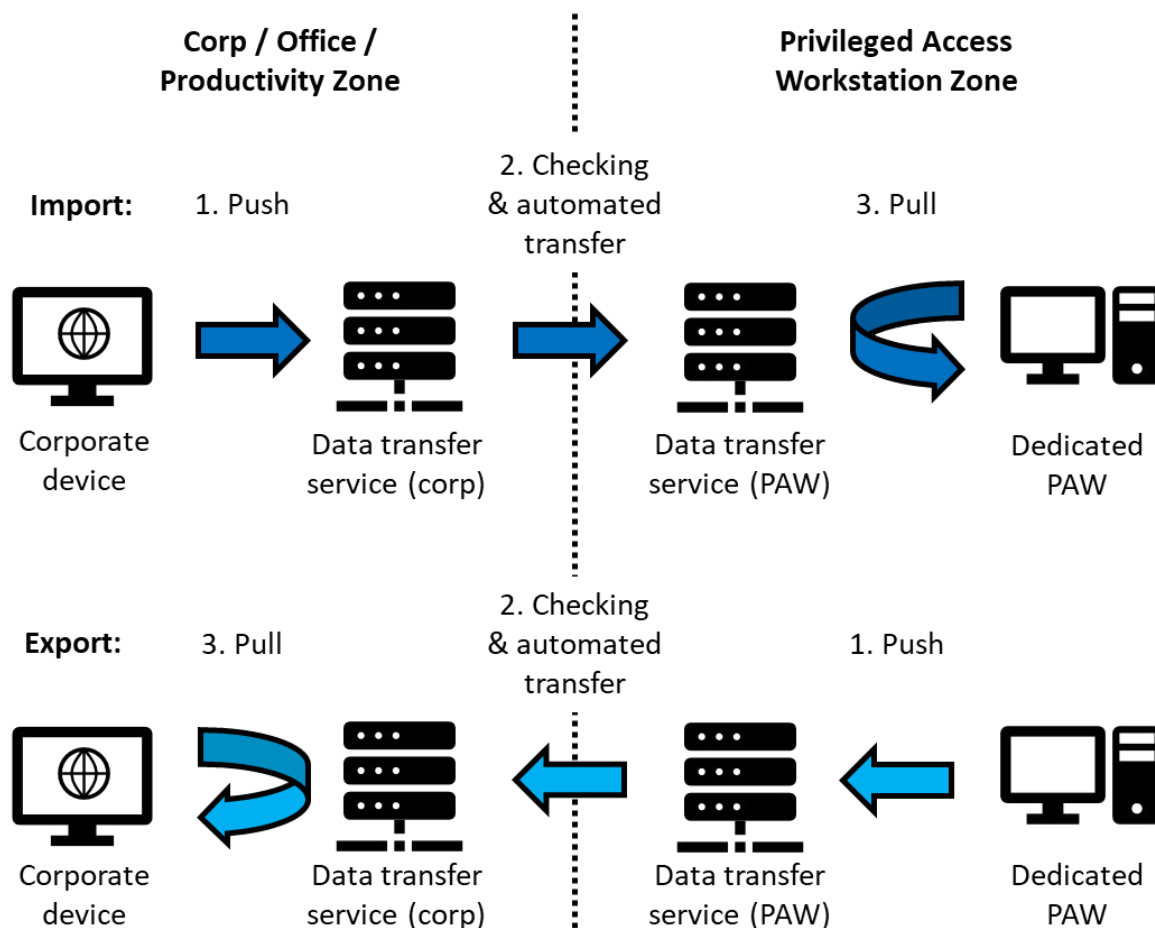 Corp / Office /
Productivity Zone
Privileged Access
Workstation Zone
Import:
1. Push
2. Checking
& automated
transfer
3. Pull
Corporate
device
Data transfer
service (corp)
Data transfer
service (PAW)
Dedicated
PAW
Export:
3. Pull
2. Checking
& automated
transfer
1. Push
Corporate
device
Data transfer
service (corp)
Data transfer
service (PAW)
Dedicated
PAW